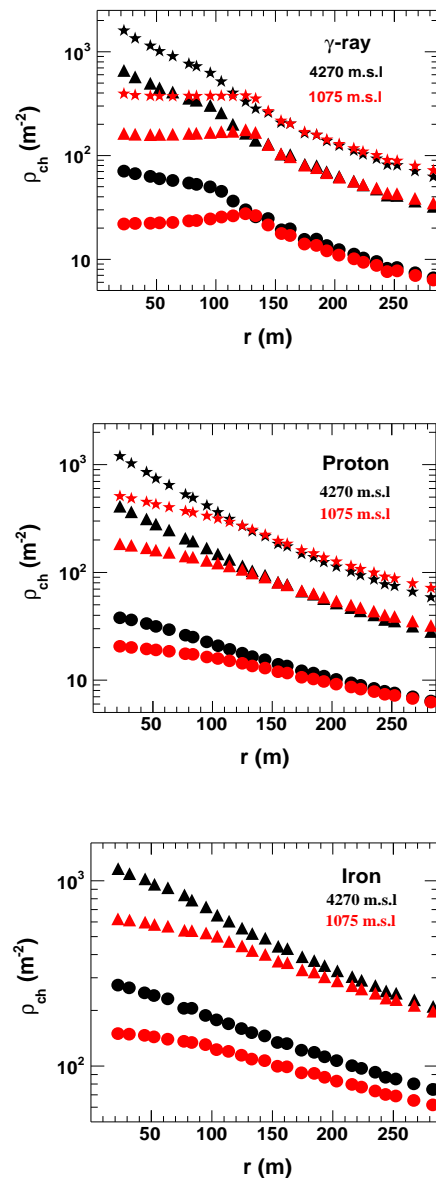 γ-ray
4270 m.s.l
1075 m.s.l
10³
10²
10
ρch (m⁻²)
50 100 150 200 250
r (m)
Proton
4270 m.s.l
1075 m.s.l
10³
10²
10
ρch (m⁻²)
50 100 150 200 250
r (m)
Iron
4270 m.s.l
1075 m.s.l
10³
10²
ρch (m⁻²)
50 100 150 200 250
r (m)